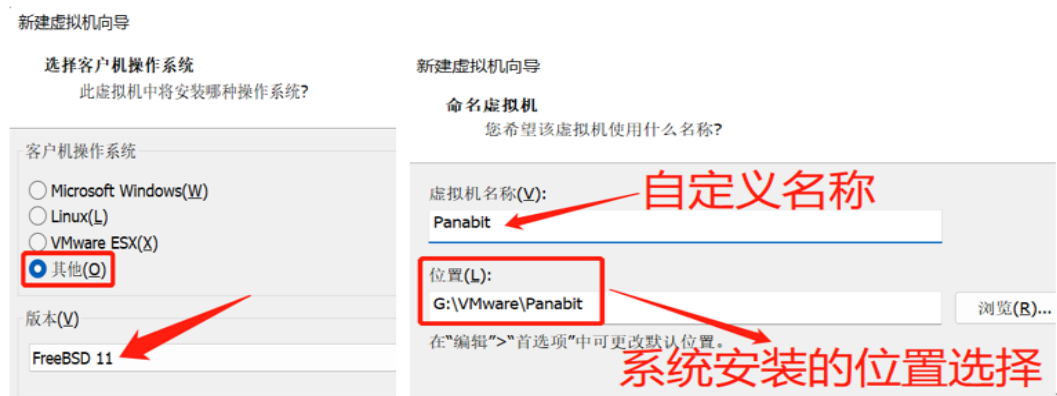 新建虚拟机向导
选择客户机操作系统
此虚拟机中将安装哪种操作系统?
客户机操作系统
Microsoft Windows(W)
Linux(L)
VMware ESX(X)
其他(O)
版本(V)
FreeBSD 11
新建虚拟机向导
命名虚拟机
您希望该虚拟机使用什么名称?
虚拟机名称(V):
自定义名称
Panabit
位置(L):
G:\VMware\Panabit
浏览(R)...
在“编辑”>“首选项”中可更改默认位置。
系统安装的位置选择